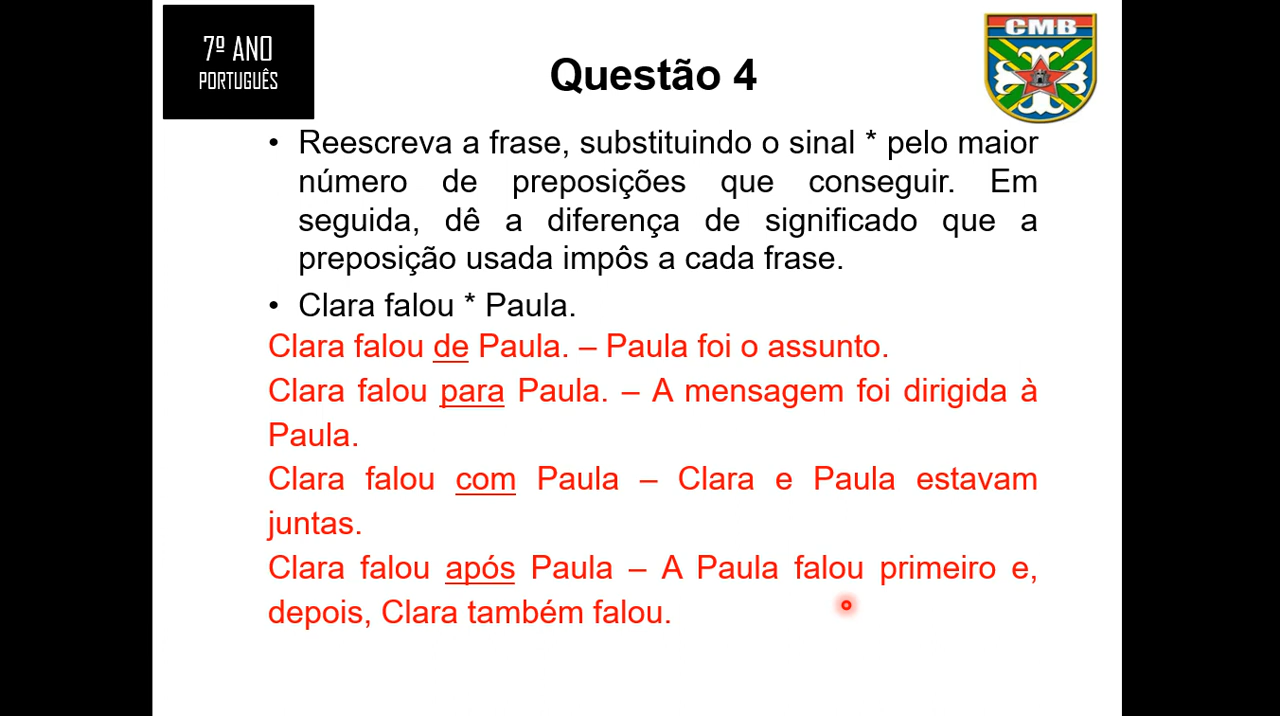 7º ANO
PORTUGUÊS
CMB
Questão 4
• Reescreva a frase, substituindo o sinal * pelo maior
número de preposições que conseguir. Em
seguida, dê a diferença de significado que a
preposição usada impôs a cada frase.
• Clara falou * Paula.
Clara falou de Paula. – Paula foi o assunto.
Clara falou para Paula. – A mensagem foi dirigida à
Paula.
Clara falou com Paula – Clara e Paula estavam
juntas.
Clara falou após Paula – A Paula falou primeiro e,
depois, Clara também falou.